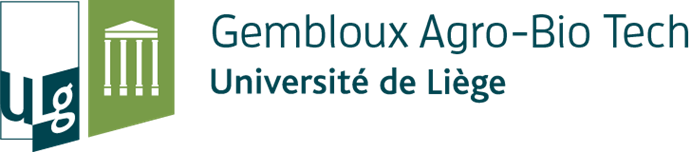 ULg
Gembloux Agro-Bio Tech
Université de Liège